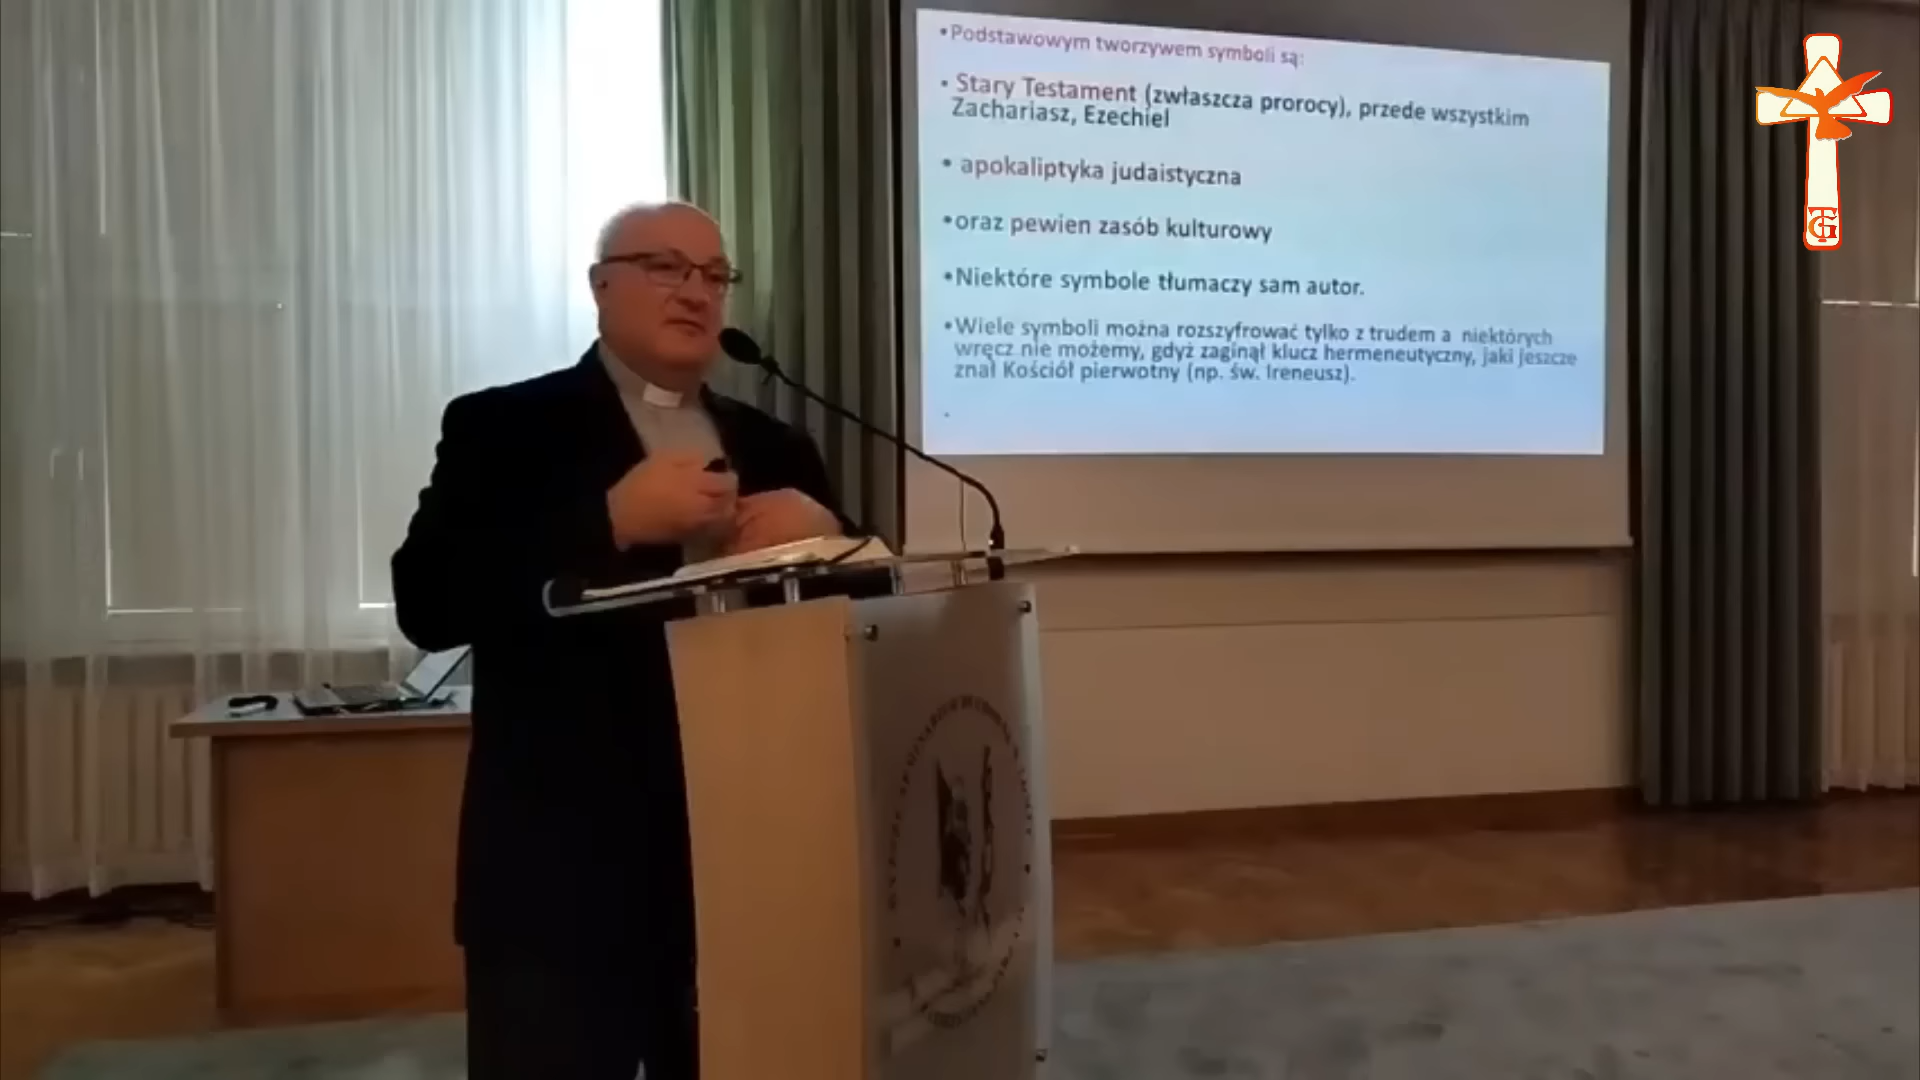 •Podstawowym tworzywem symboli są:
• Stary Testament (zwłaszcza prorocy), przede wszystkim
Zachariasz, Ezechiel
• apokaliptyka judaistyczna
•oraz pewien zasób kulturowy
•Niektóre symbole tłumaczy sam autor.
•Wiele symboli można rozszyfrować tylko z trudem a niektórych
wręcz nie możemy, gdyż zaginął klucz hermeneutyczny, jaki jeszcze
znał Kościół pierwotny (np. św. Ireneusz).
•